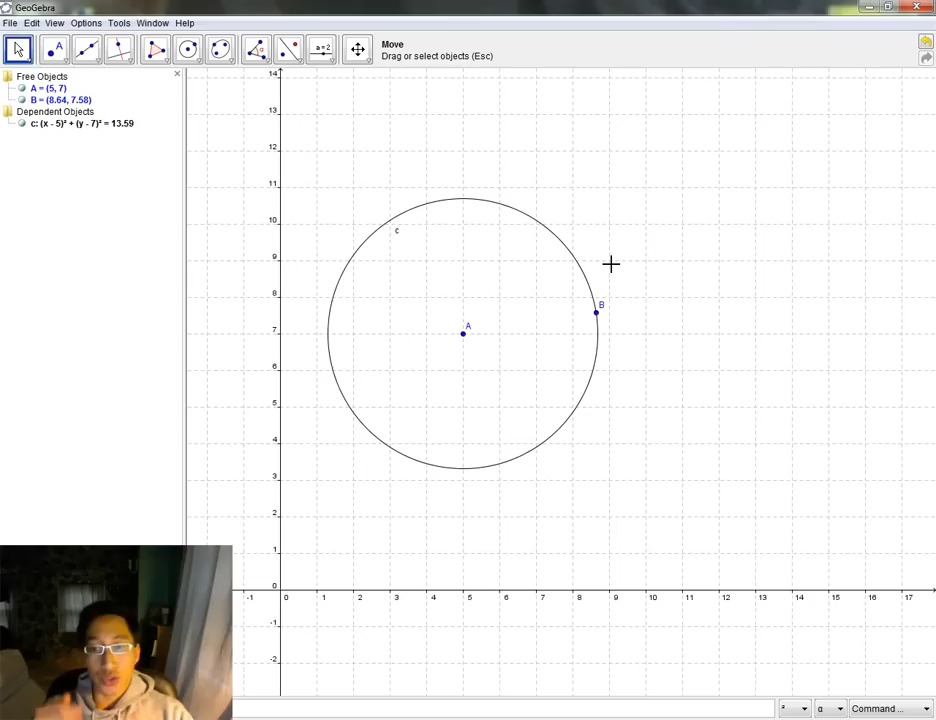 GeoGebra
File Edit View Options Tools Window Help
A
a=2
Move
Drag or select objects (Esc)
Free Objects
A = (5, 7)
B = (8.64, 7.58)
Dependent Objects
c: (x - 5)² + (y - 7)² = 13.59
14
13
12
11
10
c
9
8
B
7
A
6
5
4
3
2
1
0
-1 0 1 2 3 4 5 6 7 8 9 10 11 12 13 14 15 16 17
-1
-2
² α Command ...